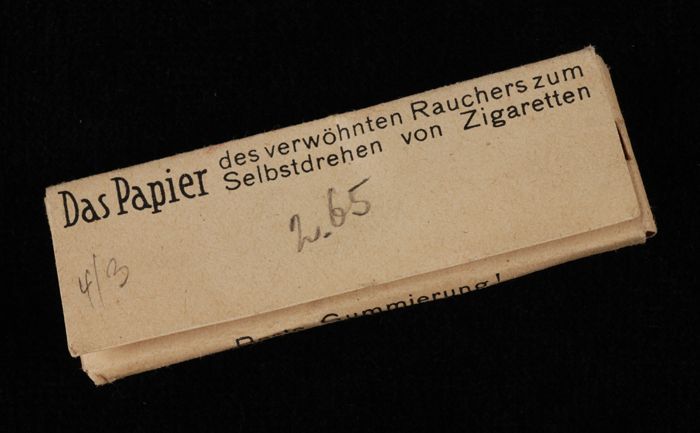 Das Papier des verwöhnten Rauchers zum
Selbstdrehen von Zigaretten
2.65
4/3
Gummierung!